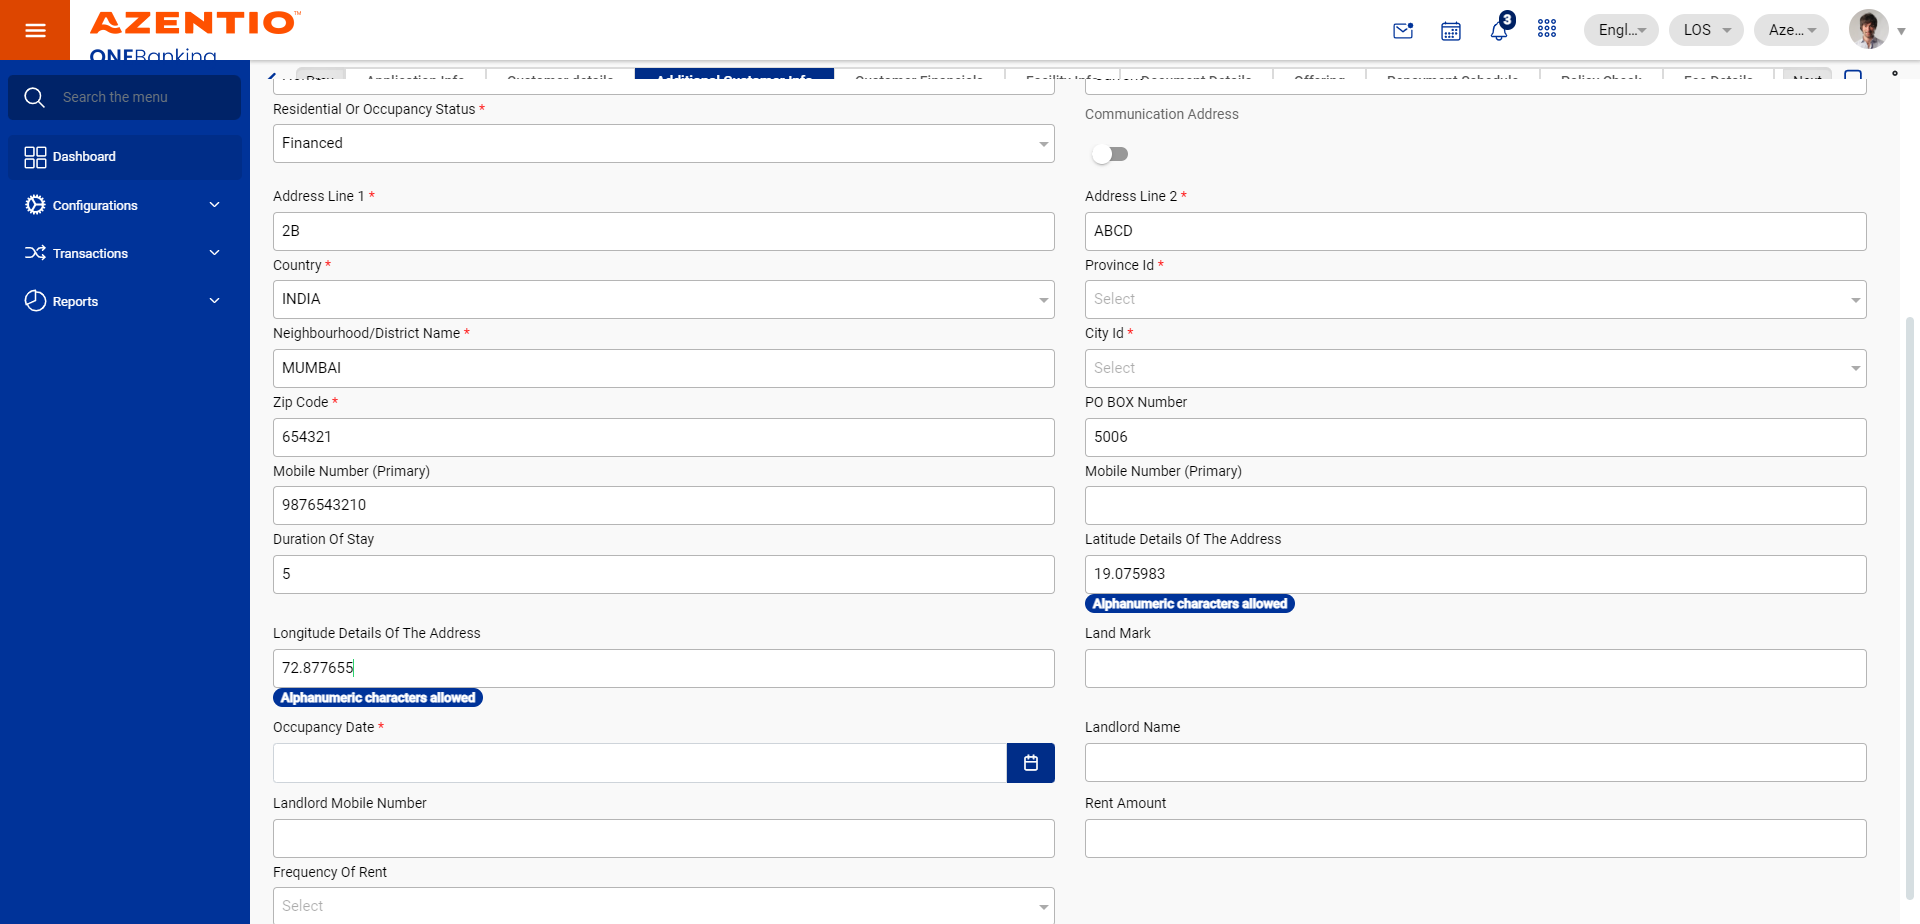 AZENTIO™
ONEBanking
3
Engl...
LOS
Aze...
Search the menu
Dashboard
Configurations
Transactions
Reports
Application Info
Customer details
Additional Customer Info
Customer Financials
Facility Info
Document Details
Offering
Repayment Schedule
Policy Check
Fee Details
Next
Residential Or Occupancy Status *
Financed
Communication Address
Address Line 1 *
2B
Address Line 2 *
ABCD
Country *
INDIA
Province Id *
Select
Neighbourhood/District Name *
MUMBAI
City Id *
Select
Zip Code *
654321
PO BOX Number
5006
Mobile Number (Primary)
9876543210
Mobile Number (Primary)
Duration Of Stay
5
Latitude Details Of The Address
19.075983
Alphanumeric characters allowed
Longitude Details Of The Address
72.877655
Alphanumeric characters allowed
Land Mark
Occupancy Date *
Landlord Name
Landlord Mobile Number
Rent Amount
Frequency Of Rent
Select